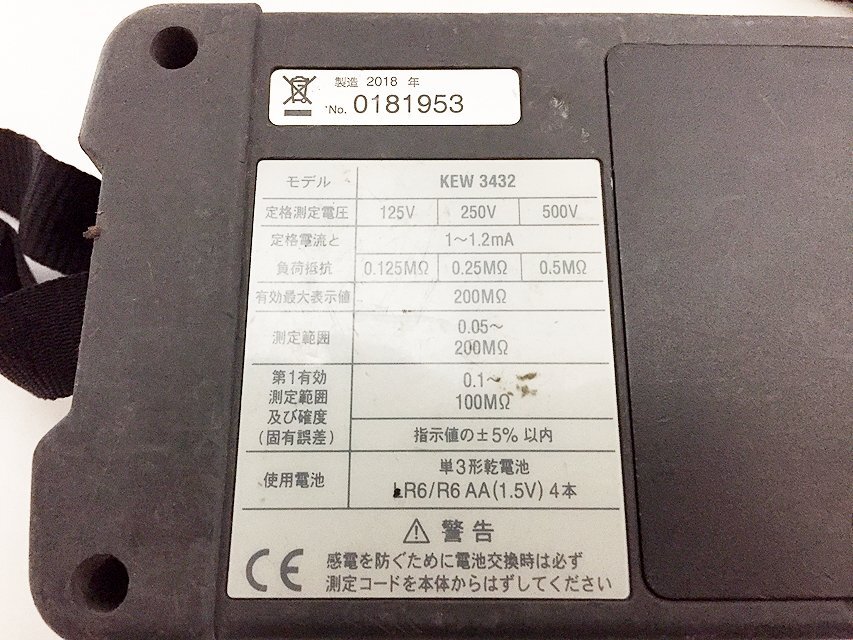 製造 2018 年
No. 0181953
モデル KEW 3432
定格測定電圧 125V 250V 500V
定格電流と 1～1.2mA
負荷抵抗 0.125MΩ 0.25MΩ 0.5MΩ
有効最大表示値 200MΩ
測定範囲 0.05～
200MΩ
第1有効
測定範囲
及び確度
(固有誤差)
0.1～
100MΩ
指示値の±5% 以内
使用電池 単3形乾電池
LR6/R6 AA(1.5V) 4本
警告
CE 感電を防ぐために電池交換時は必ず
測定コードを本体からはずしてください